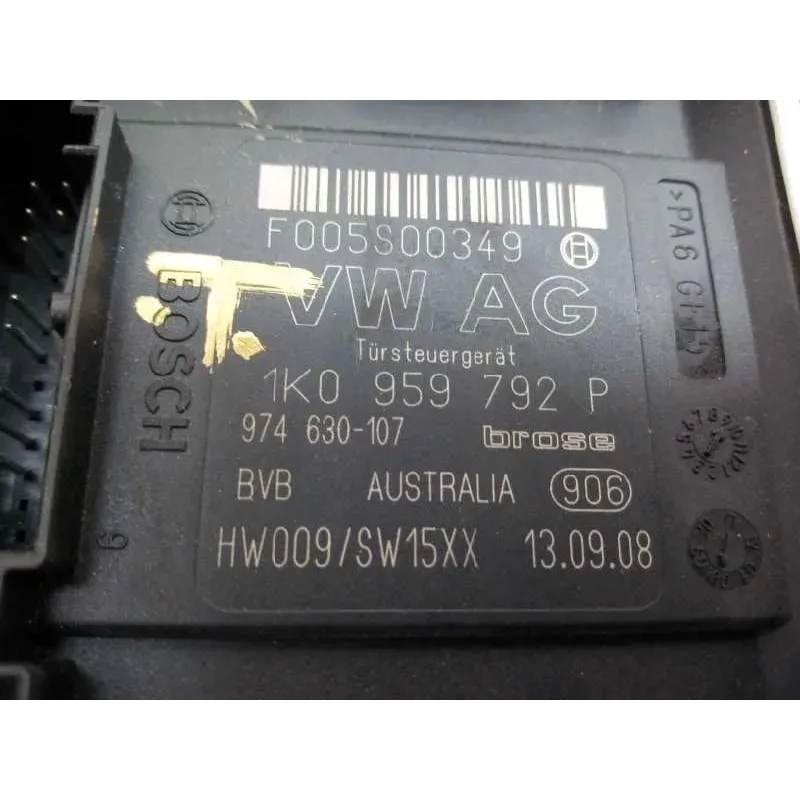 F005S00349
VW AG
Türsteuergerät
1K0 959 792 P
974 630-107 brose
BVB AUSTRALIA 906
HW009/SW15XX 13.09.08
BOSCH
>PA6
9